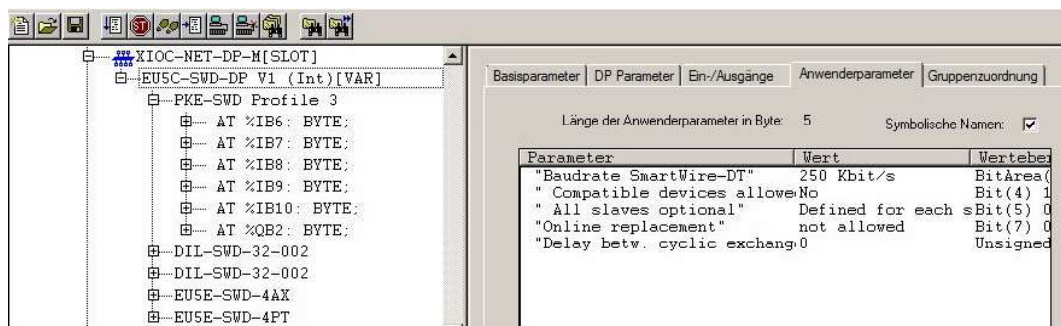 XIOC-NET-DP-M[SLOT]
EU5C-SWD-DP V1 (Int)[VAR]
PKE-SWD Profile 3
AT %IB6: BYTE;
AT %IB7: BYTE;
AT %IB8: BYTE;
AT %IB9: BYTE;
AT %IB10: BYTE;
AT %QB2: BYTE;
DIL-SWD-32-002
DIL-SWD-32-002
EU5E-SWD-4AX
EU5E-SWD-4PT
Basisparameter DP Parameter Ein-/Ausgänge Anwenderparameter Gruppenzuordnung
Länge der Anwenderparameter in Byte: 5 Symbolische Namen:
Parameter Wert Werteber
"Baudrate SmartWire-DT" 250 Kbit/s BitArea(
" Compatible devices allowe No Bit(4) 1
" All slaves optional" Defined for each s Bit(5) 0
"Online replacement" not allowed Bit(7) 0
"Delay betw. cyclic exchang 0 Unsigned